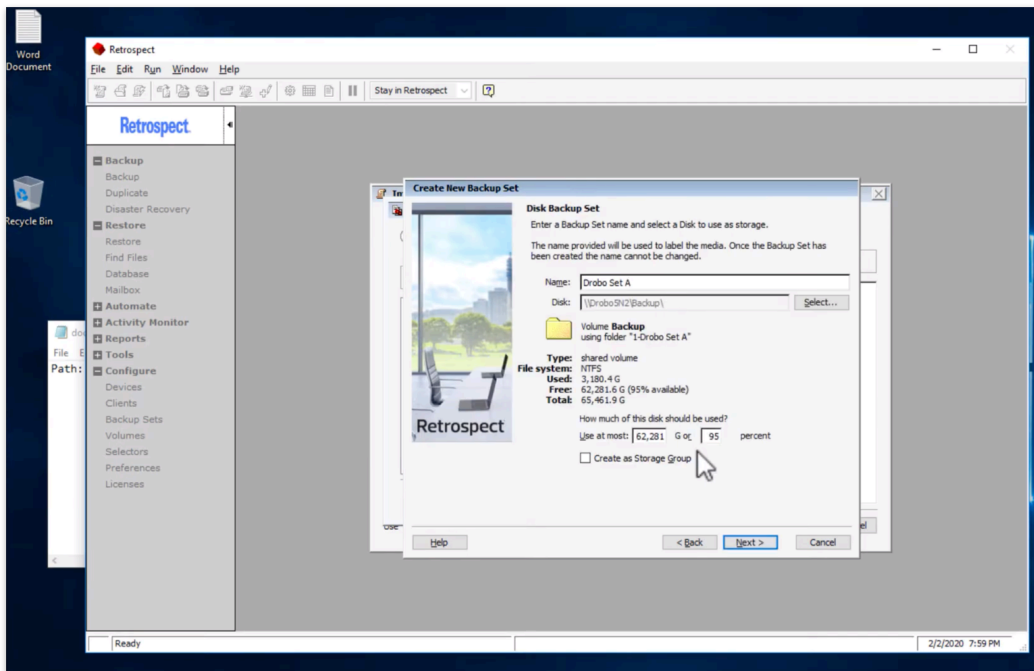 Word
Document
Recycle Bin
Retrospect
File Edit Run Window Help
Stay in Retrospect
Retrospect
Backup
Backup
Duplicate
Disaster Recovery
Restore
Restore
Find Files
Database
Mailbox
Automate
Activity Monitor
Reports
Tools
Configure
Devices
Clients
Backup Sets
Volumes
Selectors
Preferences
Licenses
File
Path:
Create New Backup Set
Disk Backup Set
Enter a Backup Set name and select a Disk to use as storage.
The name provided will be used to label the media. Once the Backup Set has
been created the name cannot be changed.
Name: Drobo Set A
Disk: \\Drobo5N2\Backup\ Select...
Volume Backup
using folder "1-Drobo Set A"
Type: shared volume
File system: NTFS
Used: 3,180.4 G
Free: 62,281.6 G (95% available)
Total: 65,461.9 G
How much of this disk should be used?
Use at most: 62,281 G or 95 percent
Create as Storage Group
Retrospect
Help < Back Next > Cancel
Ready 2/2/2020 7:59 PM